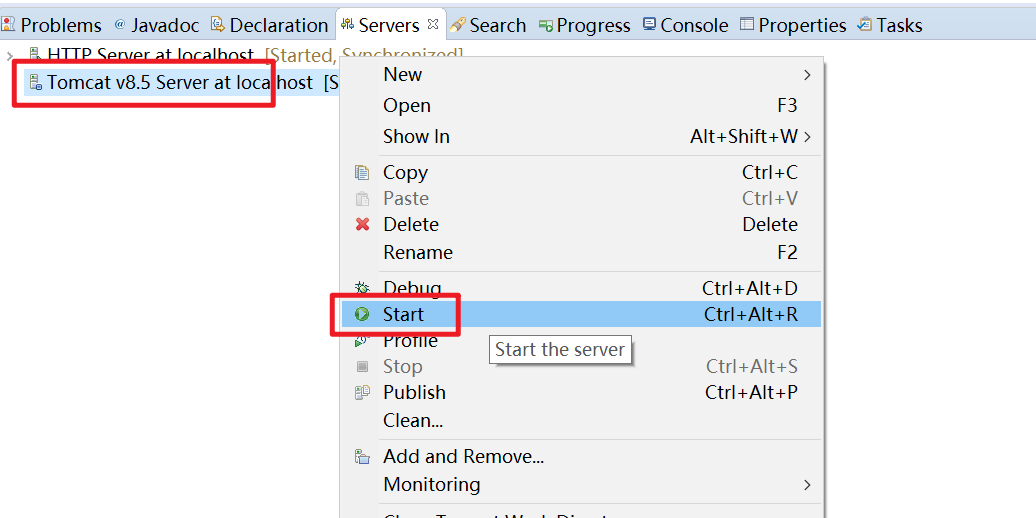 Problems @ Javadoc Declaration Servers Search Progress Console Properties Tasks
HTTP Server at localhost [Started, Synchronized]
Tomcat v8.5 Server at localhost [S
New
Open F3
Show In Alt+Shift+W
Copy Ctrl+C
Paste Ctrl+V
Delete Delete
Rename F2
Debug Ctrl+Alt+D
Start Ctrl+Alt+R
Profile
Start the server
Stop Ctrl+Alt+S
Publish Ctrl+Alt+P
Clean...
Add and Remove...
Monitoring